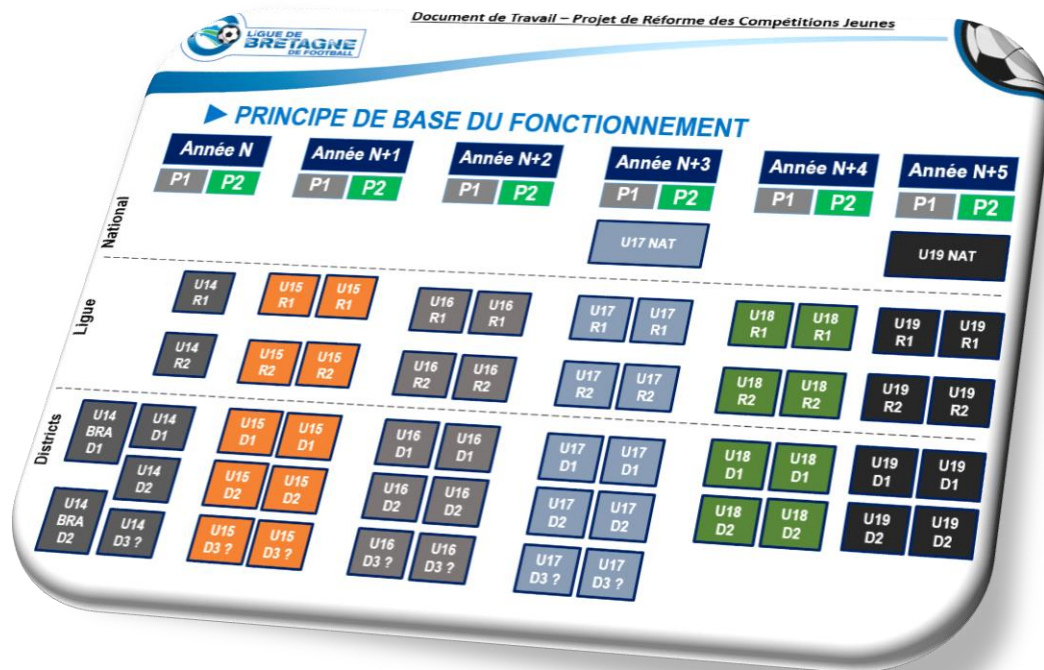 Document de Travail – Projet de Réforme des Compétitions Jeunes
LIGUE DE
BRETAGNE
DE FOOTBALL
PRINCIPE DE BASE DU FONCTIONNEMENT
Année N Année N+1 Année N+2 Année N+3 Année N+4 Année N+5
P1 P2 P1 P2 P1 P2 P1 P2 P1 P2 P1 P2
National
U17 NAT U19 NAT
Ligue
U14 U15 U15 U16 U16 U17 U17 U18 U18 U19 U19
R1 R1 R1 R1 R1 R1 R1 R1 R1 R1 R1
U14 U15 U15 U16 U16 U17 U17 U18 U18 U19 U19
R2 R2 R2 R2 R2 R2 R2 R2 R2 R2 R2
Districts
U14 U14 U15 U15 U16 U16 U17 U17 U18 U18 U19 U19
BRA D1 D1 D1 D1 D1 D1 D1 D1 D1 D1 D1
D1
U14 U15 U15 U16 U16 U17 U17 U18 U18 U19 U19
D2 D2 D2 D2 D2 D2 D2 D2 D2 D2 D2
U14 U14 U15 U15 U16 U16 U17 U17
BRA D3 ? D3 ? D3 ? D3 ? D3 ? D3 ? D3 ?
D2